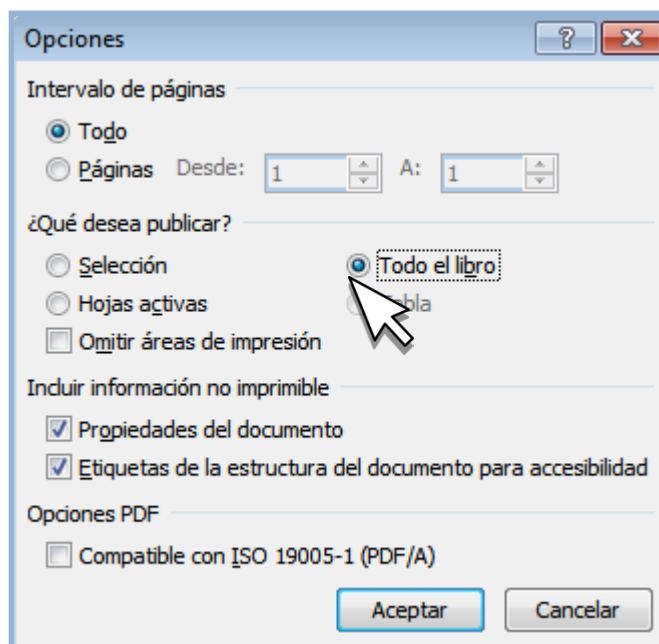 Opciones
Intervalo de páginas
Todo
Páginas Desde: 1 A: 1
¿Qué desea publicar?
Selección Todo el libro
Hojas activas
Omitir áreas de impresión
Incluir información no imprimible
Propiedades del documento
Etiquetas de la estructura del documento para accesibilidad
Opciones PDF
Compatible con ISO 19005-1 (PDF/A)
Aceptar Cancelar